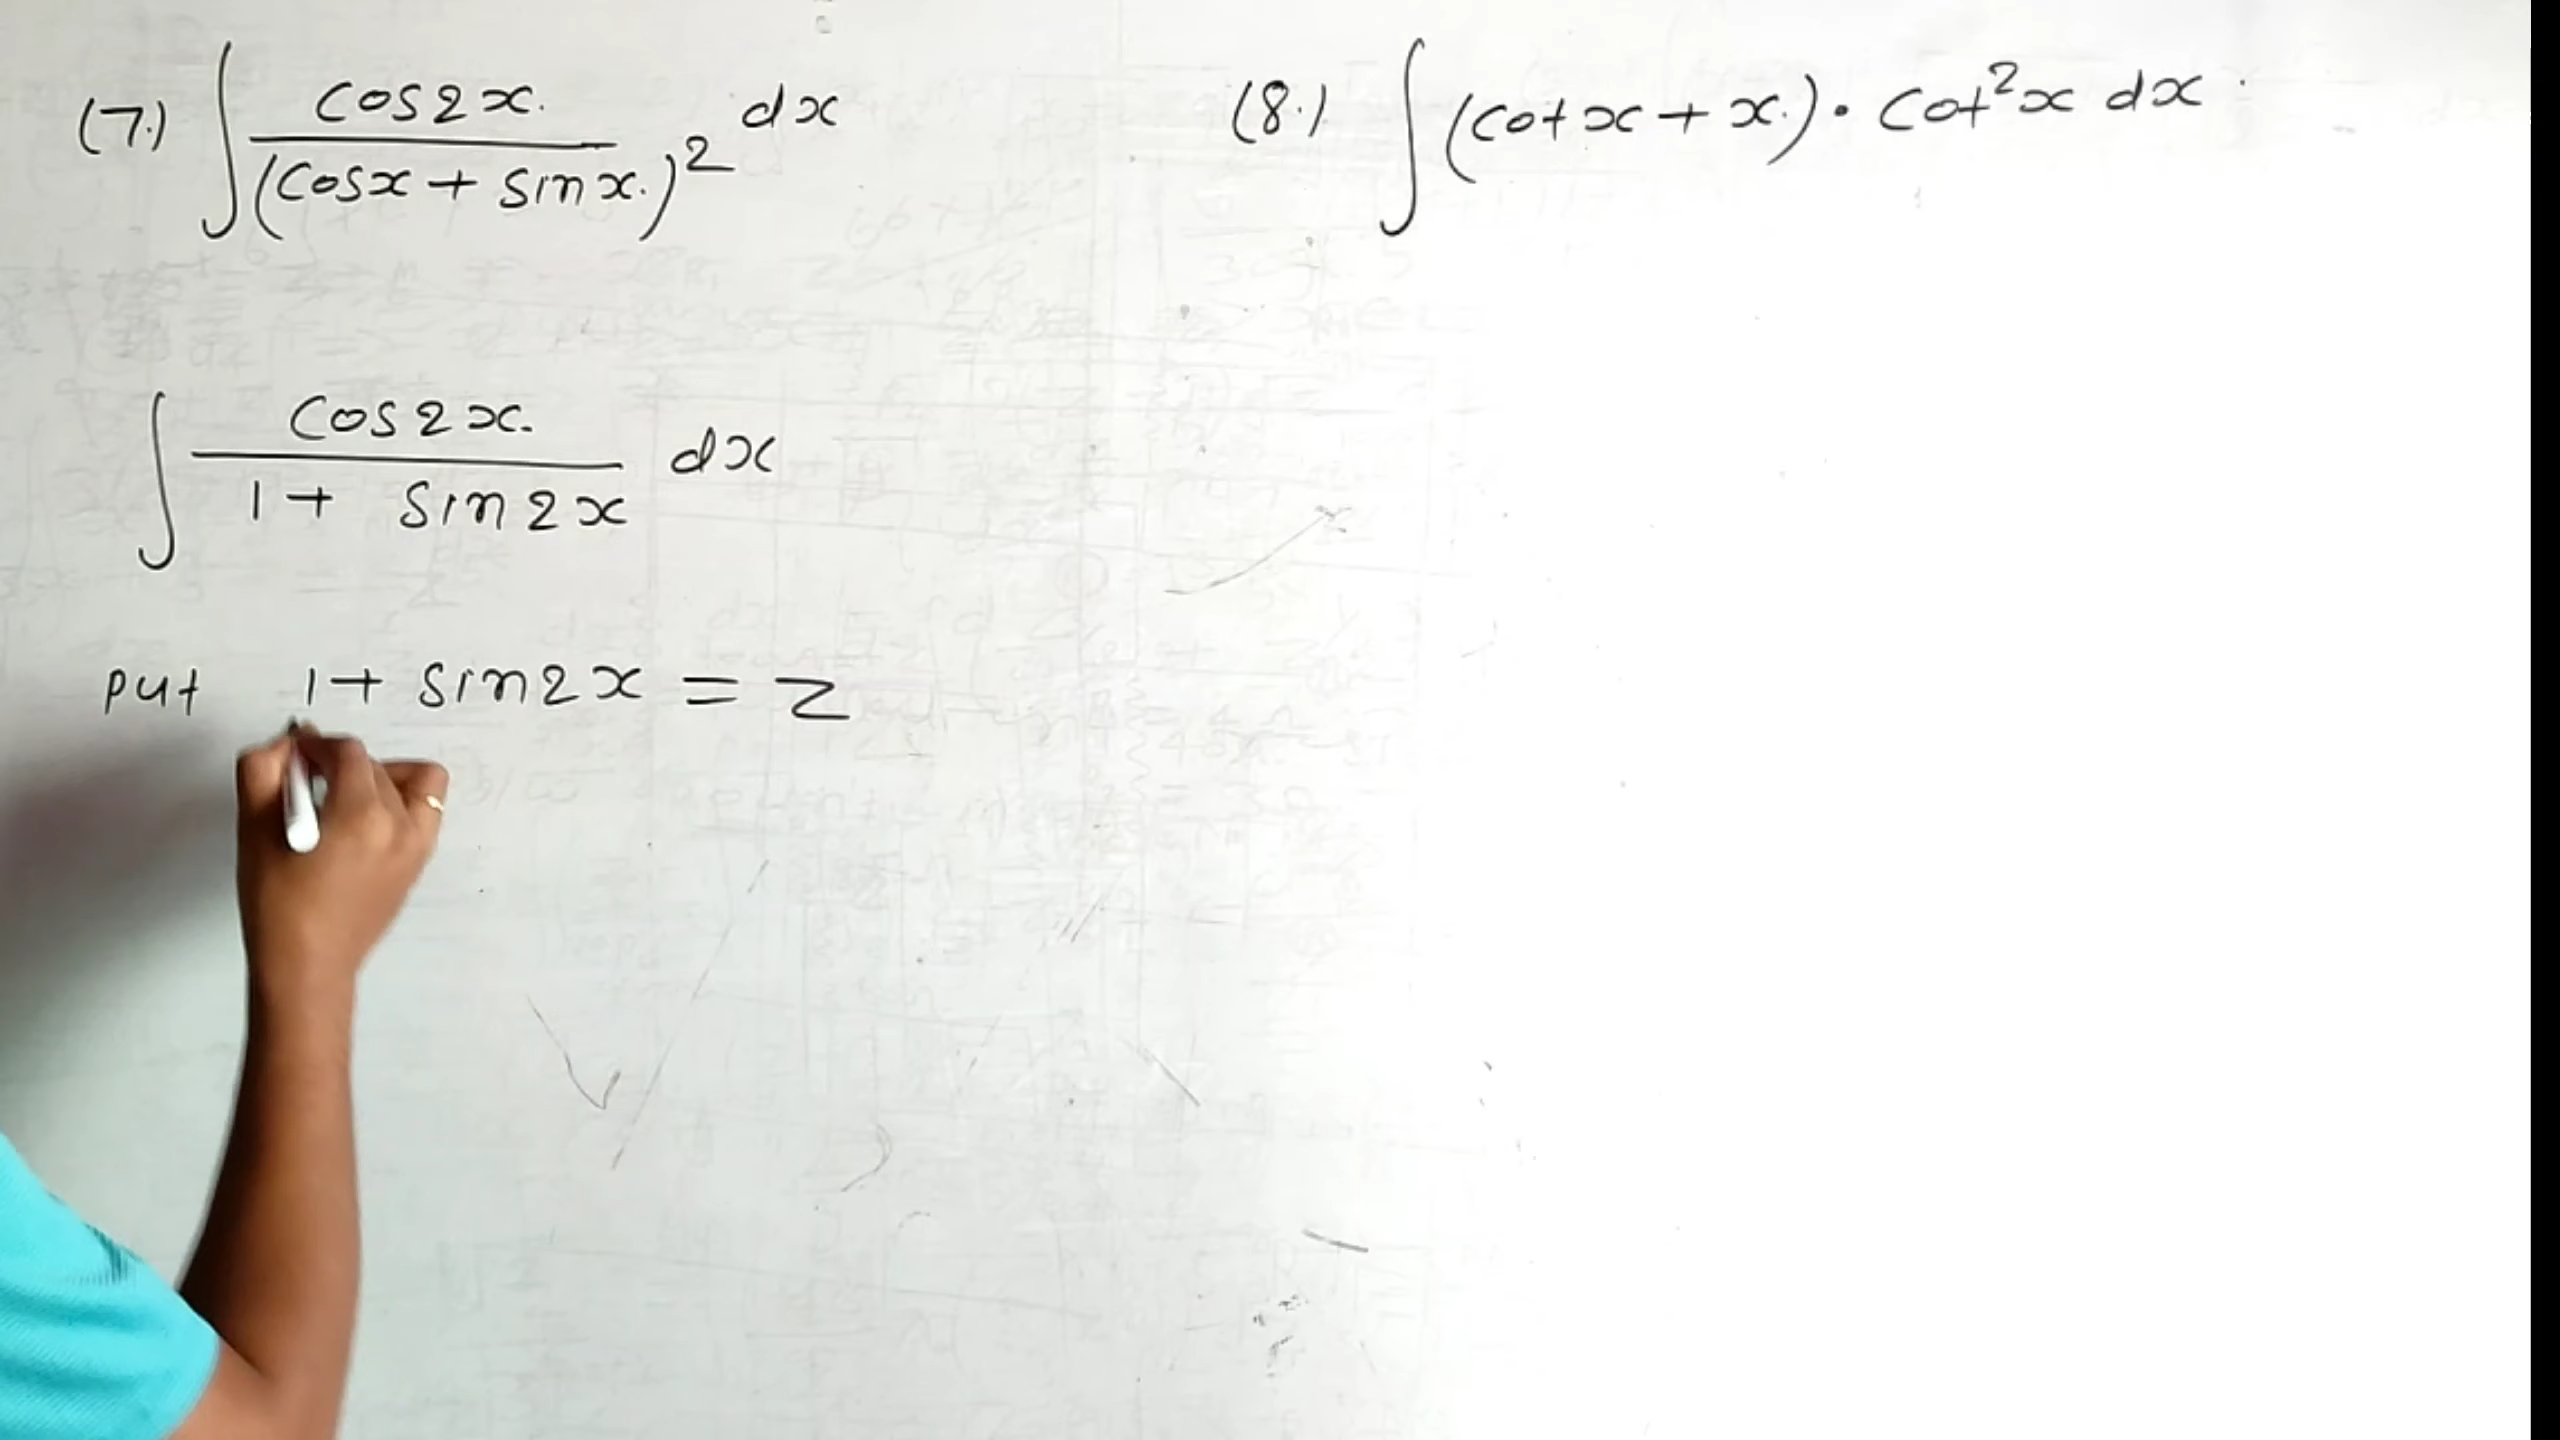 (7.) ∫ cos2x / (cosx + sinx)² dx
∫ cos2x / 1 + sin2x dx
put 1 + sin2x = z
(8.) ∫ (cotx + x) · cot²x dx